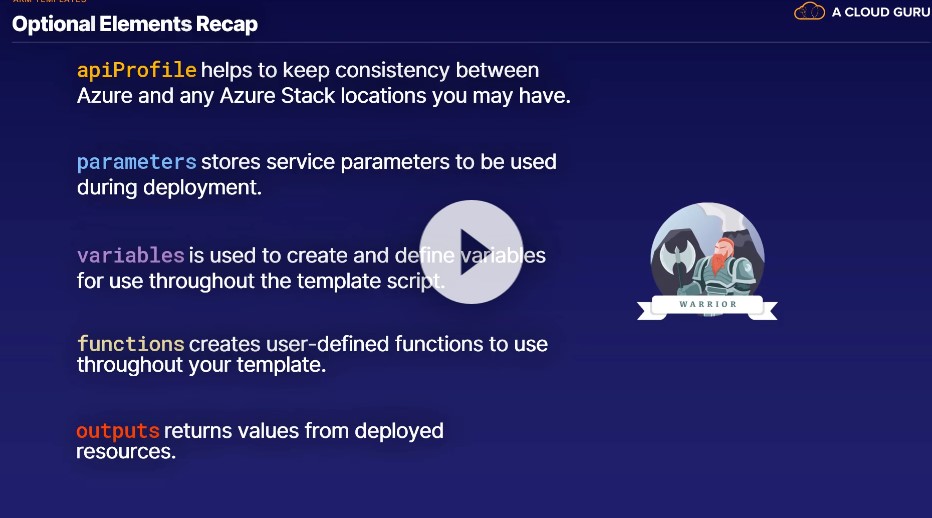 ARM TEMPLATES
Optional Elements Recap
A CLOUD GURU
apiProfile helps to keep consistency between
Azure and any Azure Stack locations you may have.
parameters stores service parameters to be used
during deployment.
variables is used to create and define variables
for use throughout the template script.
functions creates user-defined functions to use
throughout your template.
outputs returns values from deployed
resources.
WARRIOR